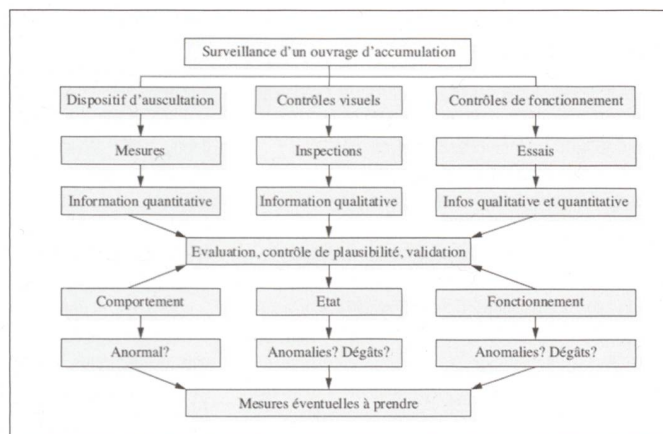 Surveillance d'un ouvrage d'accumulation
Dispositif d'auscultation
Contrôles visuels
Contrôles de fonctionnement
Mesures
Inspections
Essais
Information quantitative
Information qualitative
Infos qualitative et quantitative
Evaluation, contrôle de plausibilité, validation
Comportement
Etat
Fonctionnement
Anormal?
Anomalies? Dégâts?
Anomalies? Dégâts?
Mesures éventuelles à prendre